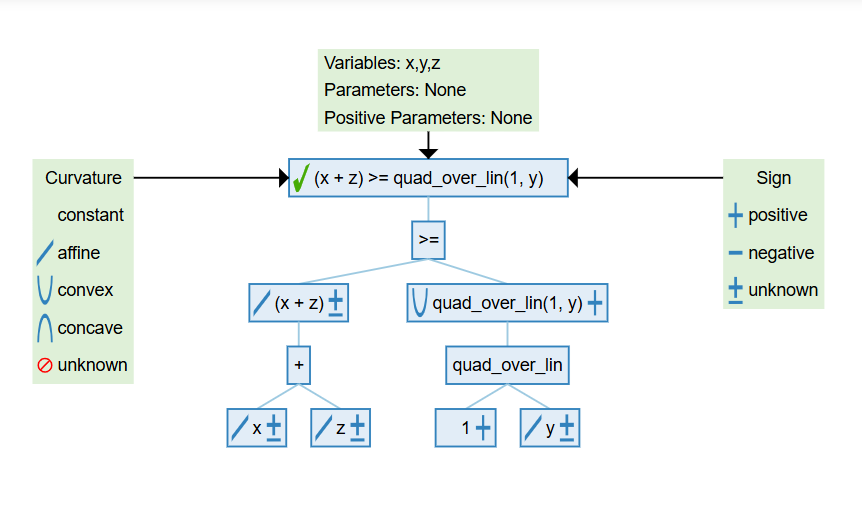 Variables: x,y,z
Parameters: None
Positive Parameters: None
Curvature
constant
affine
convex
concave
unknown
(x + z) >= quad_over_lin(1, y)
Sign
+ positive
− negative
± unknown
>=
(x + z) ±
quad_over_lin(1, y) +
+
quad_over_lin
x ±
z ±
1 +
y ±